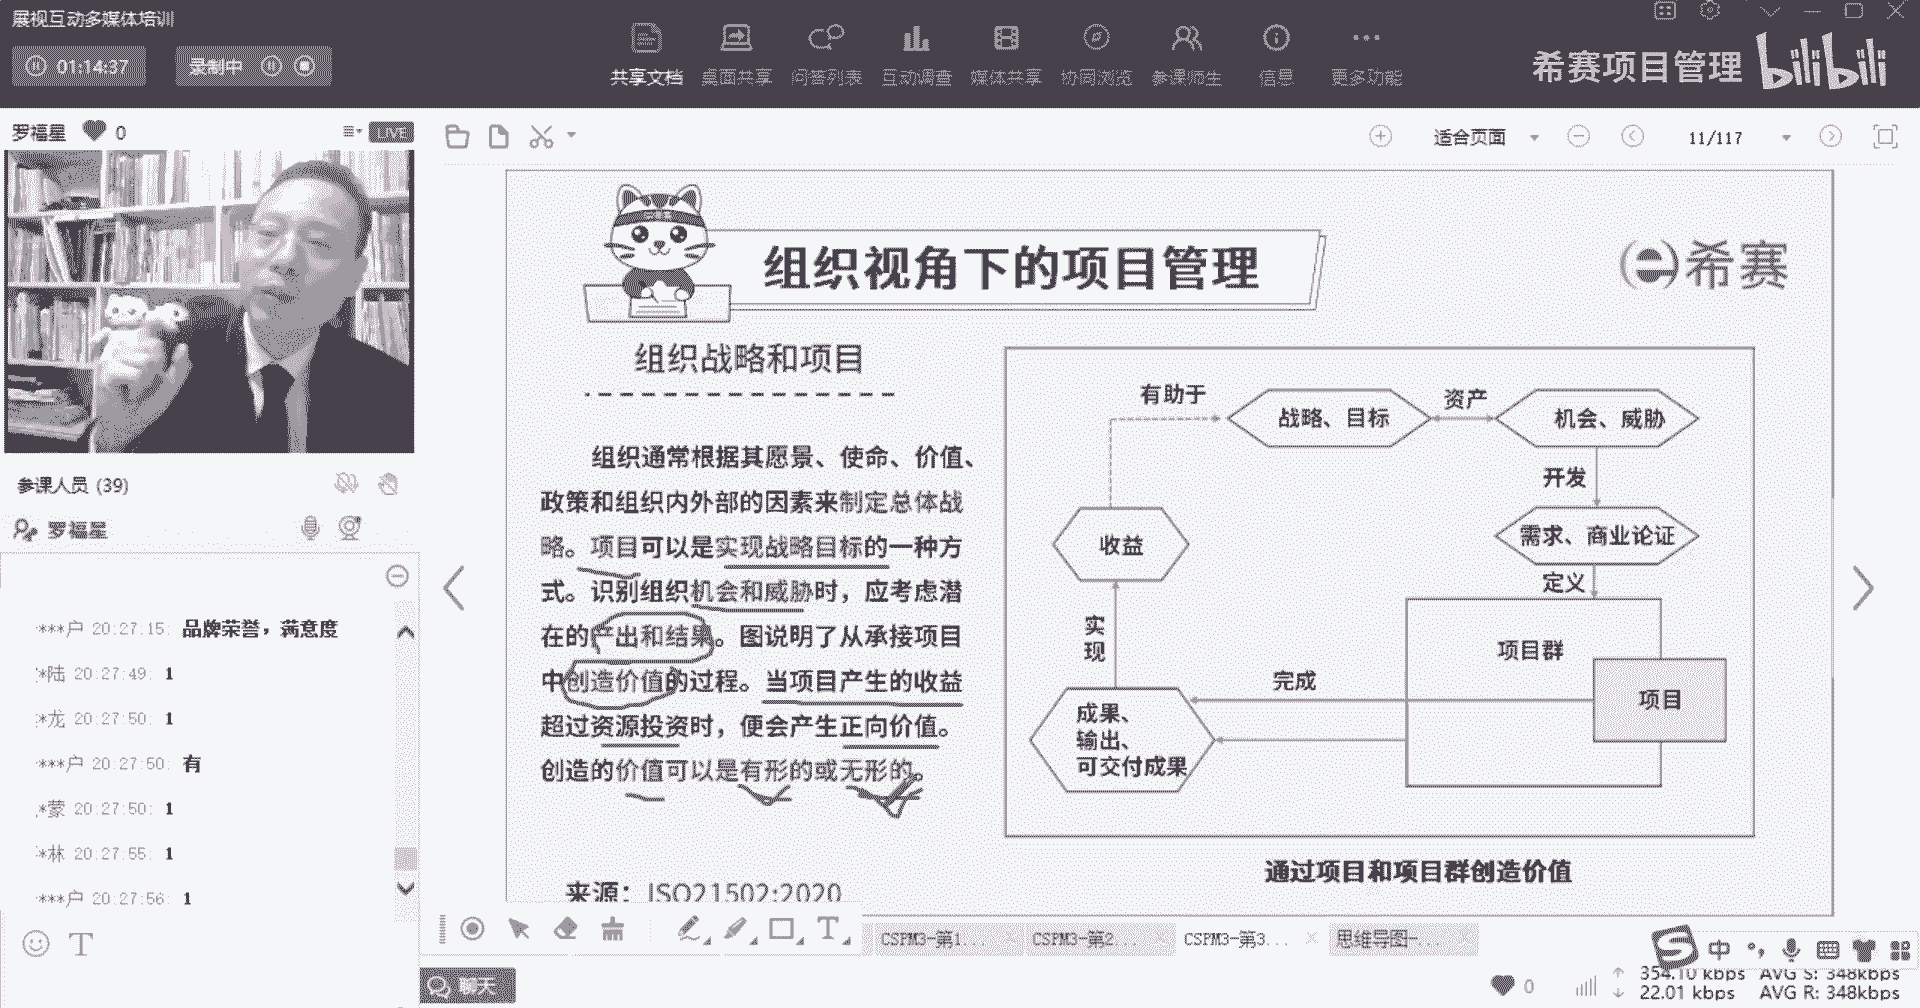 展视互动多媒体培训
01:14:37
录制中
共享文档 桌面共享 问答列表 互动调查 媒体共享 协同浏览 参课师生 信息 更多功能
希赛项目管理 bilibili
罗福星 0
LIVE
适合页面
11/117
组织视角下的项目管理
希赛
组织战略和项目
组织通常根据其愿景、使命、价值、
政策和组织内外部的因素来制定总体战
略。项目可以是实现战略目标的一种方
式。识别组织机会和威胁时，应考虑潜
在的产出和结果。图说明了从承接项目
中创造价值的过程。当项目产生的收益
超过资源投资时，便会产生正向价值。
创造的价值可以是有形的或无形的。
来源：ISO21502:2020
有助于
战略、目标
资产
机会、威胁
开发
需求、商业论证
定义
项目群
项目
完成
成果、
输出、
可交付成果
实
现
收益
通过项目和项目群创造价值
参课人员 (39)
罗福星
***户 20:27:15: 品牌荣誉，满意度
*陆 20:27:49: 1
*龙 20:27:50: 1
***户 20:27:50: 有
*蒙 20:27:50: 1
*林 20:27:55: 1
***户 20:27:56: 1
T
T
CSPM3-第1... CSPM3-第2... CSPM3-第3... 思维导图-...
聊天
中
0
354.10 kbps AVG S: 348kbps
22.01 kbps AVG R: 348kbps